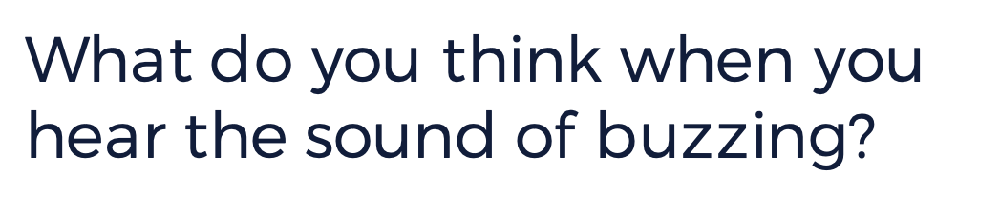 What do you think when you
hear the sound of buzzing?